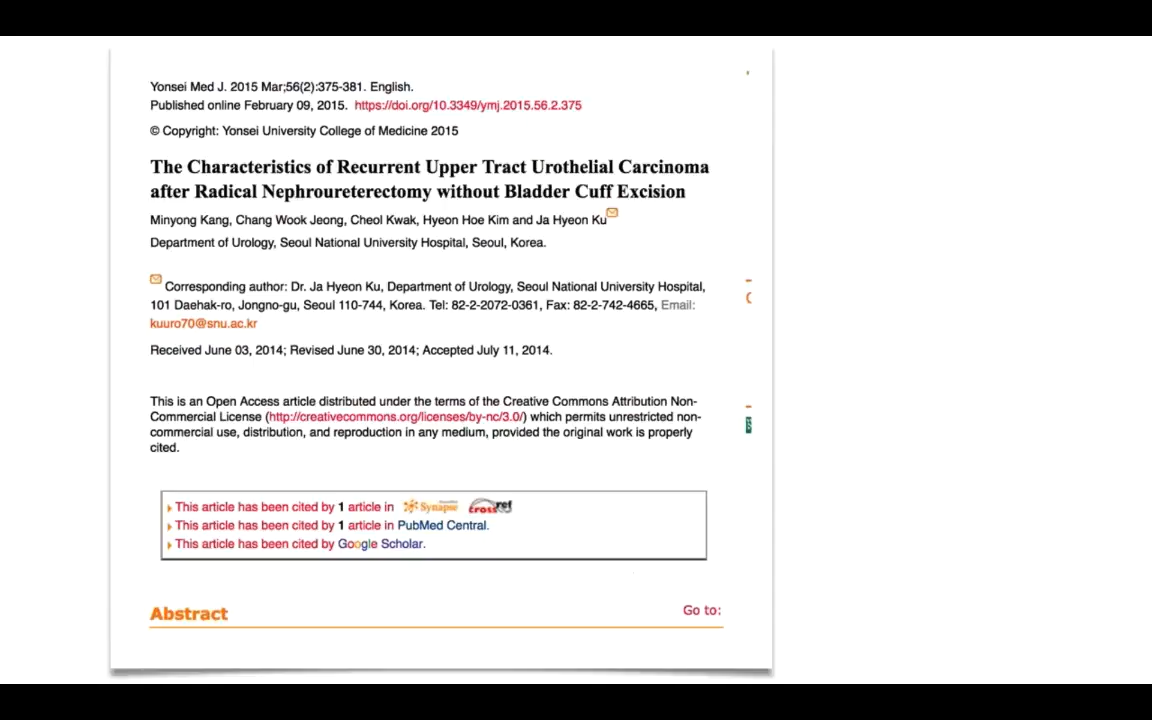 Yonsei Med J. 2015 Mar;56(2):375-381. English.
Published online February 09, 2015. https://doi.org/10.3349/ymj.2015.56.2.375
© Copyright: Yonsei University College of Medicine 2015
The Characteristics of Recurrent Upper Tract Urothelial Carcinoma
after Radical Nephroureterectomy without Bladder Cuff Excision
Minyong Kang, Chang Wook Jeong, Cheol Kwak, Hyeon Hoe Kim and Ja Hyeon Ku
Department of Urology, Seoul National University Hospital, Seoul, Korea.
Corresponding author: Dr. Ja Hyeon Ku, Department of Urology, Seoul National University Hospital,
101 Daehak-ro, Jongno-gu, Seoul 110-744, Korea. Tel: 82-2-2072-0361, Fax: 82-2-742-4665, Email:
kuuro70@snu.ac.kr
Received June 03, 2014; Revised June 30, 2014; Accepted July 11, 2014.
This is an Open Access article distributed under the terms of the Creative Commons Attribution Non-
Commercial License (http://creativecommons.org/licenses/by-nc/3.0/) which permits unrestricted non-
commercial use, distribution, and reproduction in any medium, provided the original work is properly
cited.
This article has been cited by 1 article in Synapse crossref
This article has been cited by 1 article in PubMed Central.
This article has been cited by Google Scholar.
Abstract Go to: